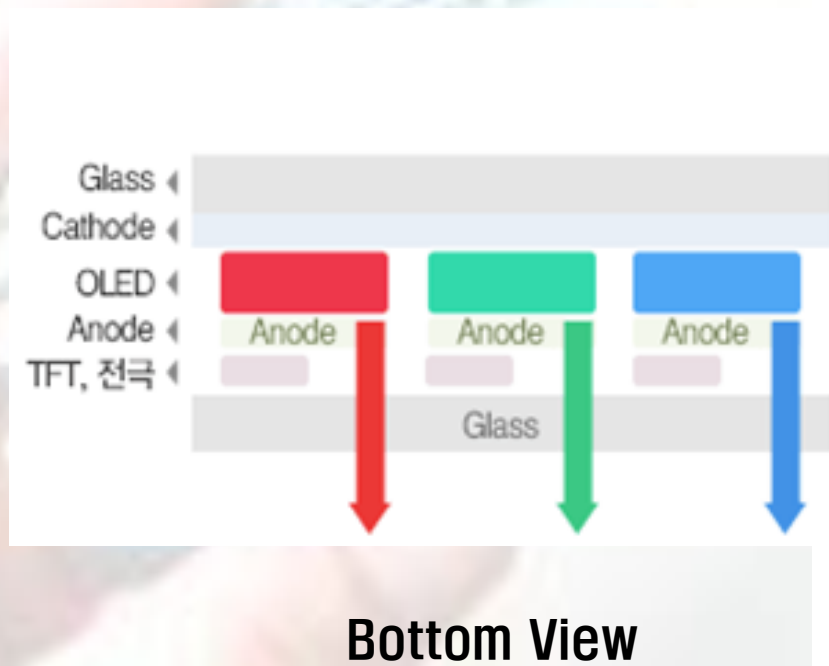 Glass
Cathode
OLED
Anode
Anode Anode Anode
TFT, 전극
Glass
Bottom View